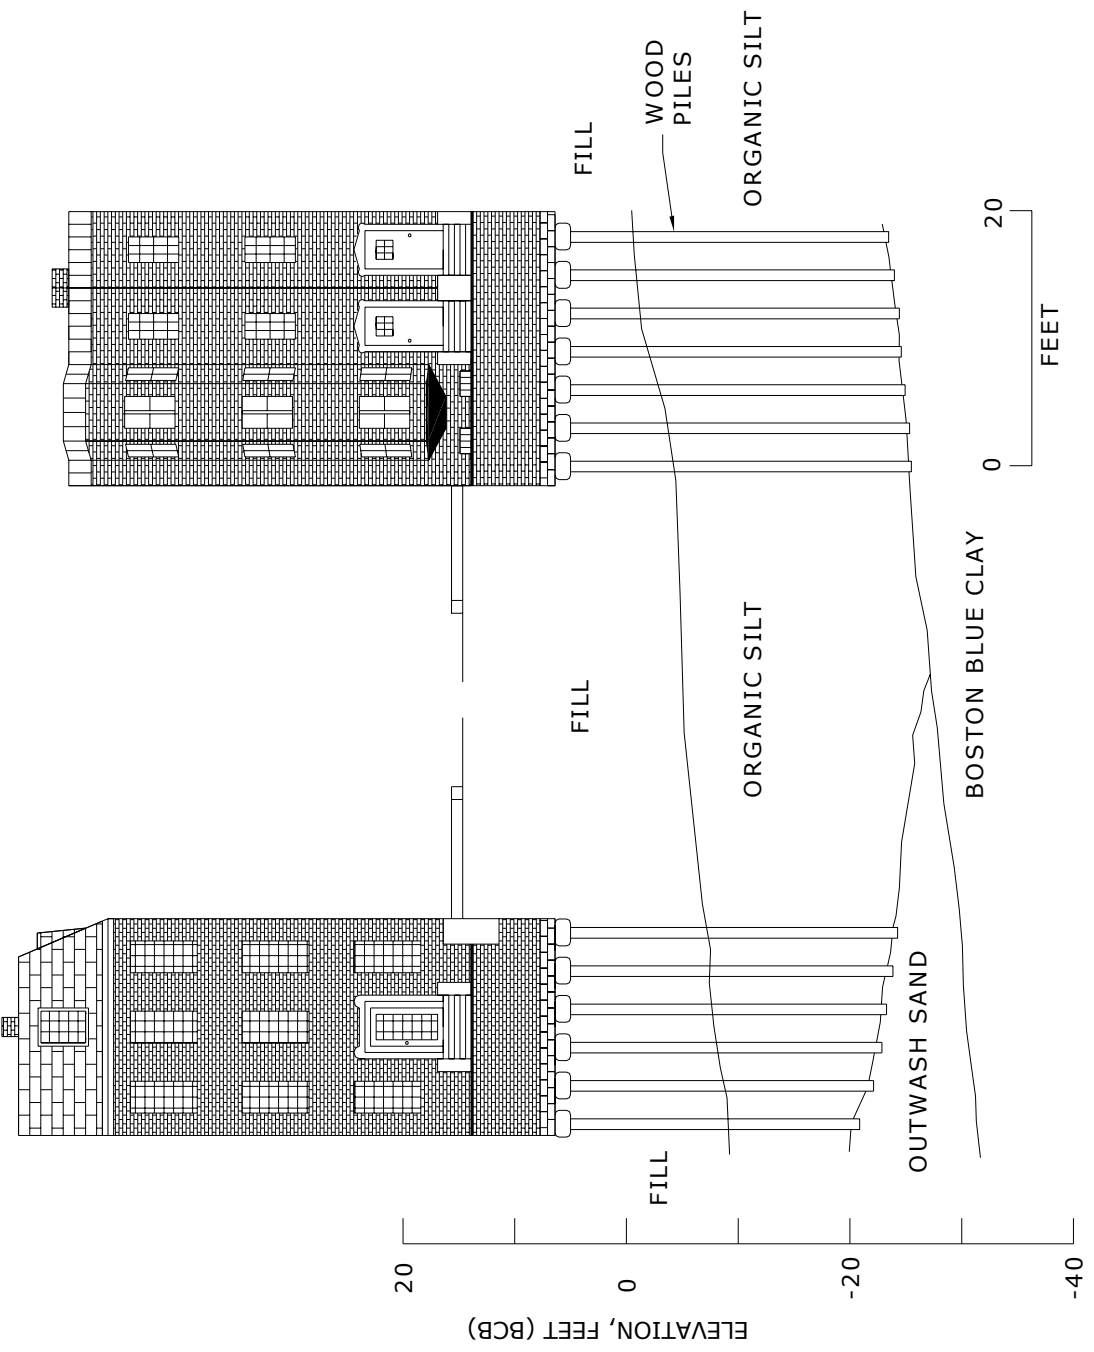 20
0
-20
-40
ELEVATION, FEET (BCB)
FILL
FILL
FILL
WOOD
PILES
ORGANIC SILT
ORGANIC SILT
OUTWASH SAND
BOSTON BLUE CLAY
0
20
FEET